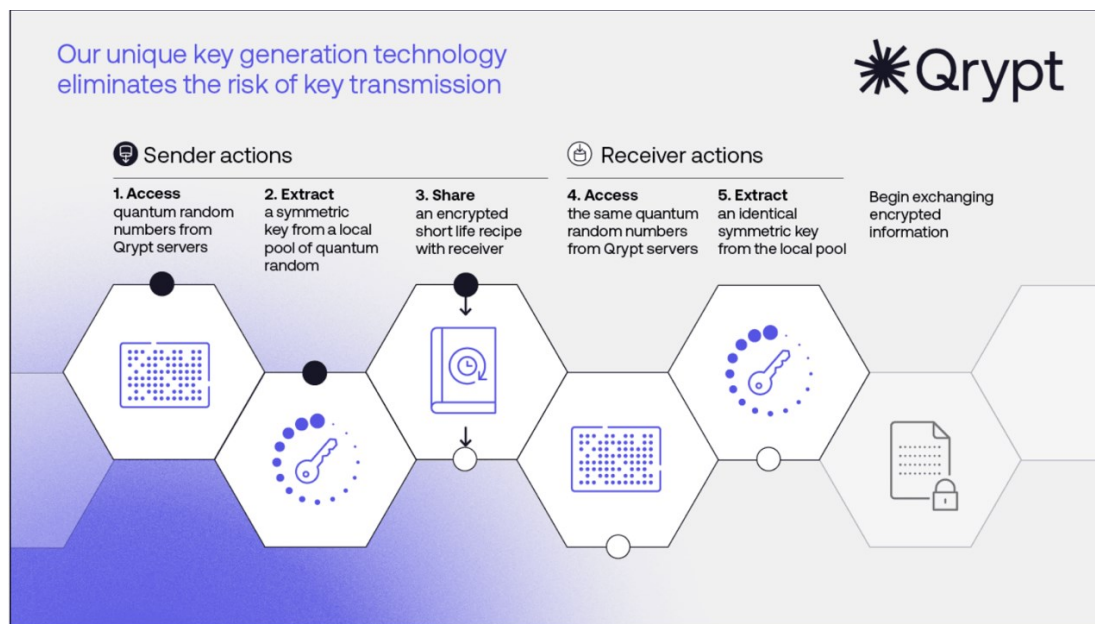 Our unique key generation technology
eliminates the risk of key transmission
Qrypt
Sender actions
1. Access
quantum random
numbers from
Qrypt servers
2. Extract
a symmetric
key from a local
pool of quantum
random
3. Share
an encrypted
short life recipe
with receiver
Receiver actions
4. Access
the same quantum
random numbers
from Qrypt servers
5. Extract
an identical
symmetric key
from the local pool
Begin exchanging
encrypted
information